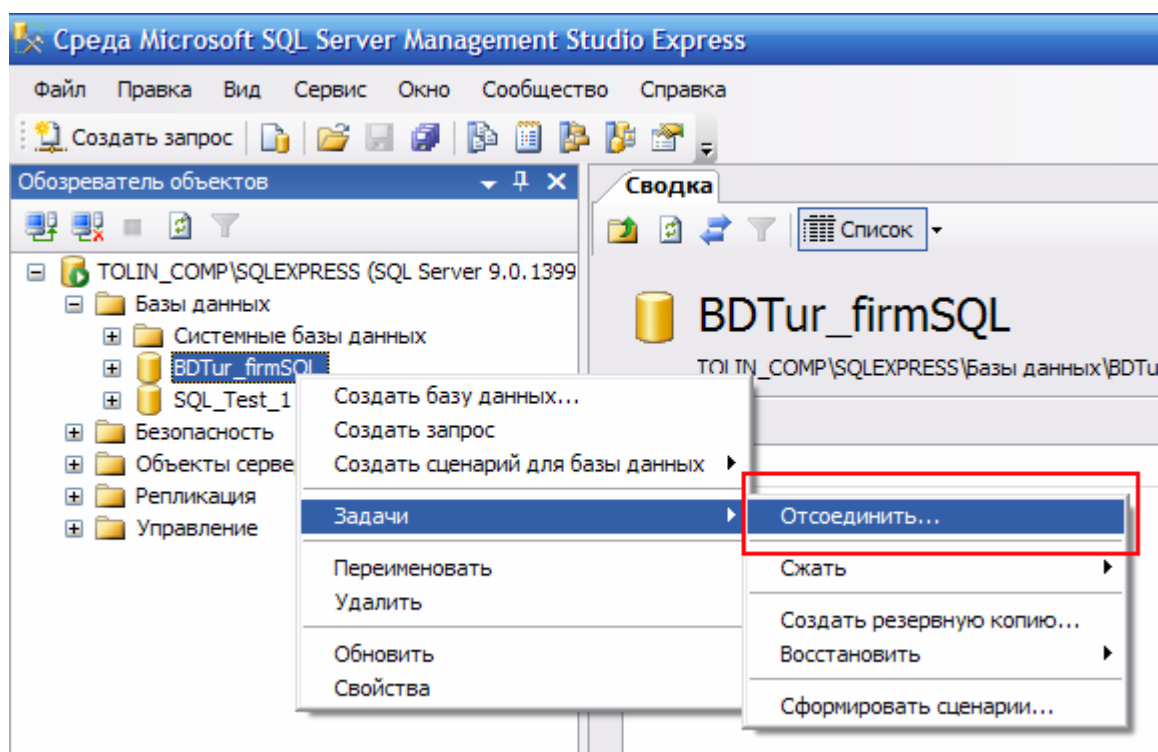 Среда Microsoft SQL Server Management Studio Express
Файл Правка Вид Сервис Окно Сообщество Справка
Создать запрос
Обозреватель объектов
TOLIN_COMP\SQLEXPRESS (SQL Server 9.0.1399
Базы данных
Системные базы данных
BDTur_firmSQL
SQL_Test_1
Безопасность
Объекты серве
Репликация
Управление
Сводка
Список
BDTur_firmSQL
TOLIN_COMP\SQLEXPRESS\Базы данных\BDTu
Создать базу данных...
Создать запрос
Создать сценарий для базы данных
Задачи
Переименовать
Удалить
Обновить
Свойства
Отсоединить...
Сжать
Создать резервную копию...
Восстановить
Сформировать сценарии...